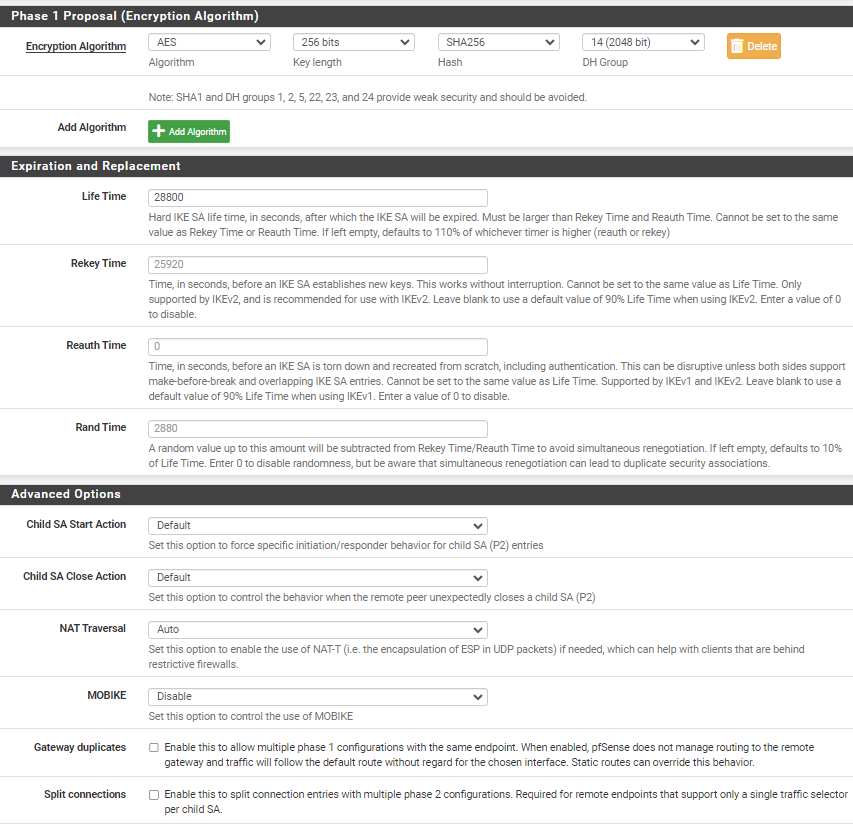 Phase 1 Proposal (Encryption Algorithm)
Encryption Algorithm
AES
256 bits
SHA256
14 (2048 bit)
Delete
Algorithm
Key length
Hash
DH Group
Note: SHA1 and DH groups 1, 2, 5, 22, 23, and 24 provide weak security and should be avoided.
Add Algorithm
Add Algorithm
Expiration and Replacement
Life Time
28800
Hard IKE SA life time, in seconds, after which the IKE SA will be expired. Must be larger than Rekey Time and Reauth Time. Cannot be set to the same
value as Rekey Time or Reauth Time. If left empty, defaults to 110% of whichever timer is higher (reauth or rekey)
Rekey Time
25920
Time, in seconds, before an IKE SA establishes new keys. This works without interruption. Cannot be set to the same value as Life Time. Only
supported by IKEv2, and is recommended for use with IKEv2. Leave blank to use a default value of 90% Life Time when using IKEv2. Enter a value of 0
to disable.
Reauth Time
0
Time, in seconds, before an IKE SA is torn down and recreated from scratch, including authentication. This can be disruptive unless both sides support
make-before-break and overlapping IKE SA entries. Cannot be set to the same value as Life Time. Supported by IKEv1 and IKEv2. Leave blank to use a
default value of 90% Life Time when using IKEv1. Enter a value of 0 to disable.
Rand Time
2880
A random value up to this amount will be subtracted from Rekey Time/Reauth Time to avoid simultaneous renegotiation. If left empty, defaults to 10%
of Life Time. Enter 0 to disable randomness, but be aware that simultaneous renegotiation can lead to duplicate security associations.
Advanced Options
Child SA Start Action
Default
Set this option to force specific initiation/responder behavior for child SA (P2) entries
Child SA Close Action
Default
Set this option to control the behavior when the remote peer unexpectedly closes a child SA (P2)
NAT Traversal
Auto
Set this option to enable the use of NAT-T (i.e. the encapsulation of ESP in UDP packets) if needed, which can help with clients that are behind
restrictive firewalls.
MOBIKE
Disable
Set this option to control the use of MOBIKE
Gateway duplicates
Enable this to allow multiple phase 1 configurations with the same endpoint. When enabled, pfSense does not manage routing to the remote
gateway and traffic will follow the default route without regard for the chosen interface. Static routes can override this behavior.
Split connections
Enable this to split connection entries with multiple phase 2 configurations. Required for remote endpoints that support only a single traffic selector
per child SA.